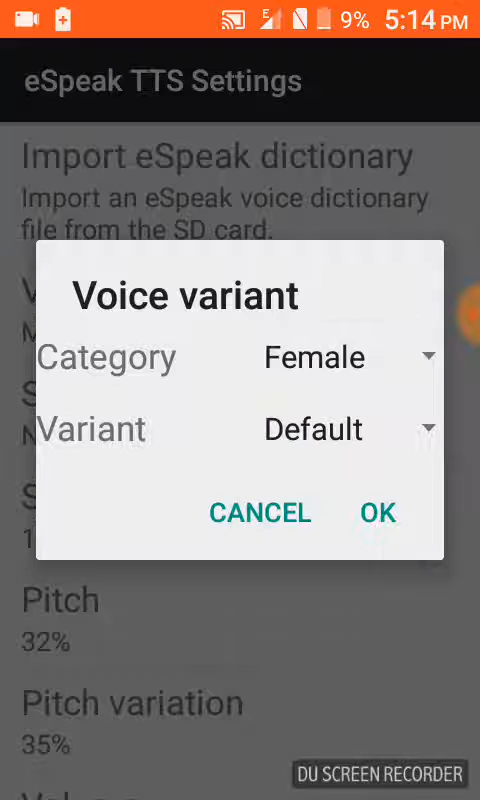 9% 5:14 PM
eSpeak TTS Settings
Import eSpeak dictionary
Import an eSpeak voice dictionary
file from the SD card.
Voice variant
Category Female
Variant Default
CANCEL OK
Pitch
32%
Pitch variation
35%
DU SCREEN RECORDER